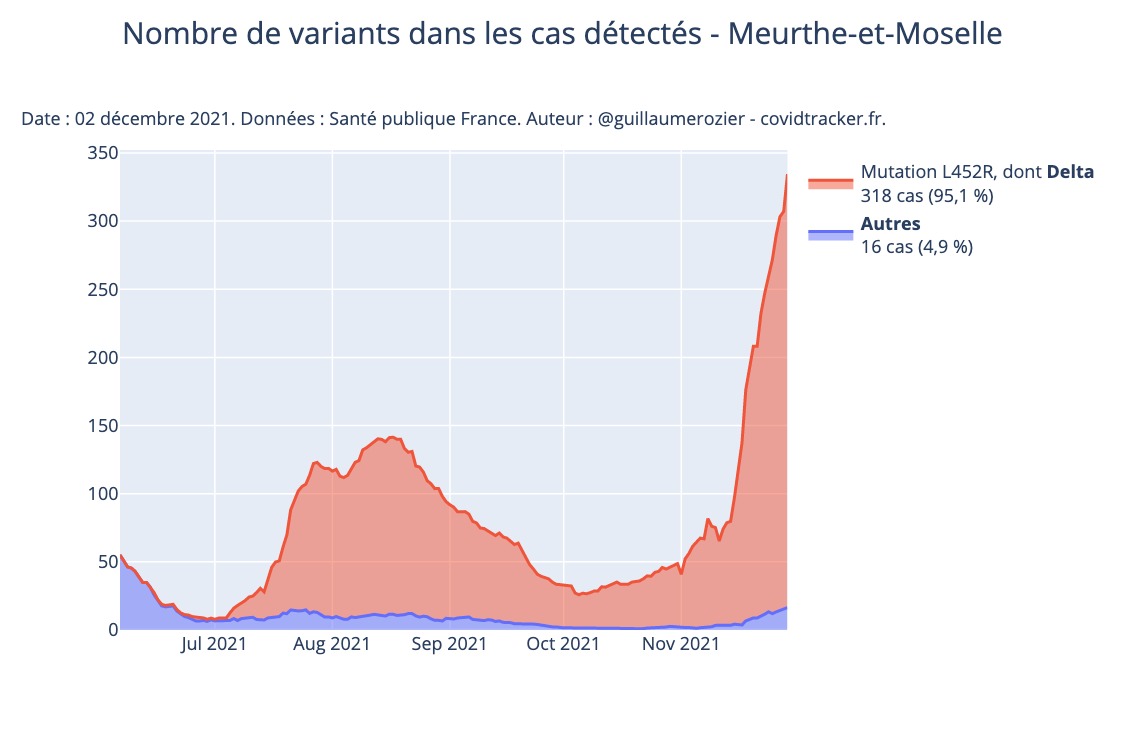 Nombre de variants dans les cas détectés - Meurthe-et-Moselle
Date : 02 décembre 2021. Données : Santé publique France. Auteur : @guillaumerozier - covidtracker.fr.
350
300
250
200
150
100
50
0
Jul 2021
Aug 2021
Sep 2021
Oct 2021
Nov 2021
Mutation L452R, dont Delta
318 cas (95,1 %)
Autres
16 cas (4,9 %)